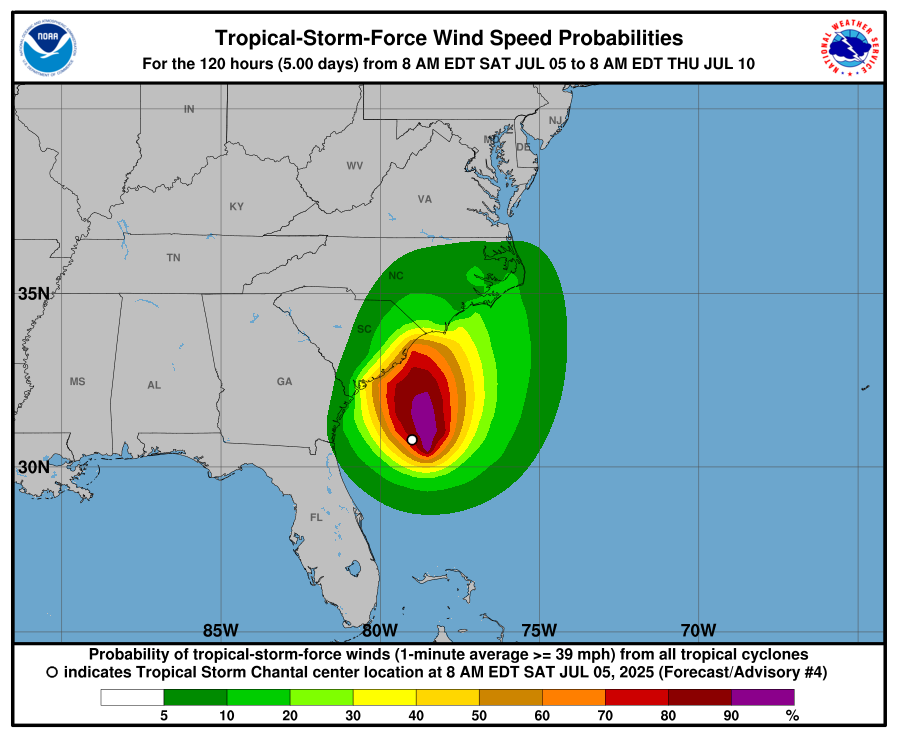 Tropical-Storm-Force Wind Speed Probabilities
For the 120 hours (5.00 days) from 8 AM EDT SAT JUL 05 to 8 AM EDT THU JUL 10
NOAA
NATIONAL WEATHER SERVICE
IN
NJ
DE
WV
VA
KY
TN
NC
35N
SC
MS
AL
GA
30N
FL
85W
80W
75W
70W
Probability of tropical-storm-force winds (1-minute average >= 39 mph) from all tropical cyclones
indicates Tropical Storm Chantal center location at 8 AM EDT SAT JUL 05, 2025 (Forecast/Advisory #4)
5 10 20 30 40 50 60 70 80 90 %